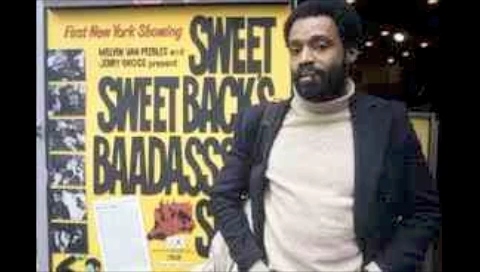 First New York Showing
MELVIN VAN PEEBLES and
JERRY GROSS present
SWEET
SWEETBACK'S
BAADASSSS
S